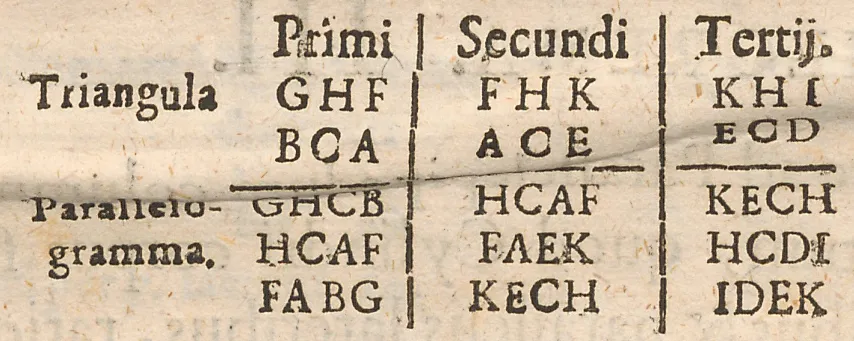 Primi | Secundi | Tertij.
Triangula GHF | FHK | KHI
BCA | ACE | ECD
Parallelo- GHCB | HCAF | KECH
gramma. HCAF | FAEK | HCDI
FABG | KECH | IDEK